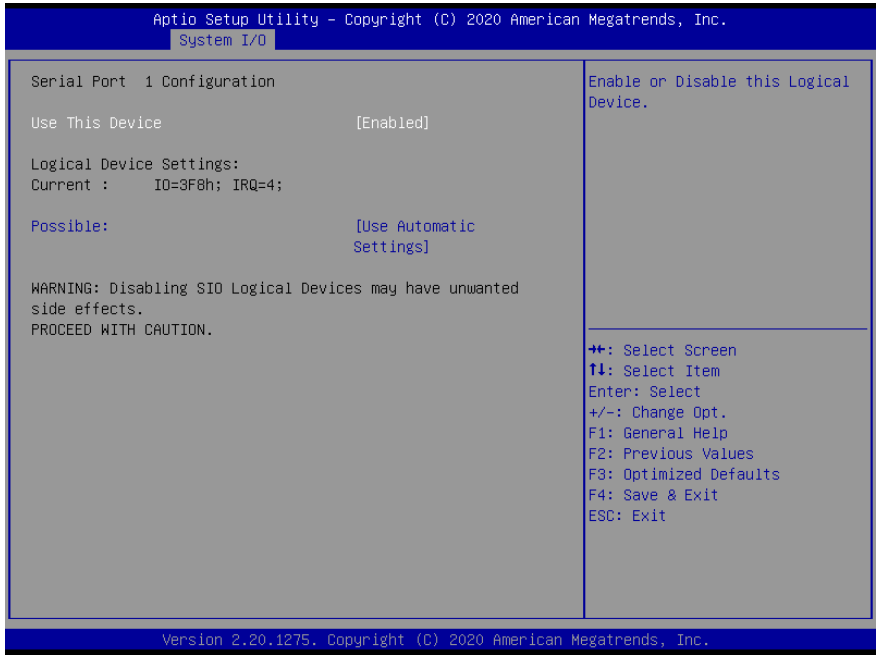 Aptio Setup Utility – Copyright (C) 2020 American Megatrends, Inc.
System I/O
Serial Port  1 Configuration
Use This Device [Enabled]
Logical Device Settings:
Current : IO=3F8h; IRQ=4;
Possible: [Use Automatic
Settings]
WARNING: Disabling SIO Logical Devices may have unwanted
side effects.
PROCEED WITH CAUTION.
Enable or Disable this Logical
Device.
→←: Select Screen
↑↓: Select Item
Enter: Select
+/-: Change Opt.
F1: General Help
F2: Previous Values
F3: Optimized Defaults
F4: Save & Exit
ESC: Exit
Version 2.20.1275. Copyright (C) 2020 American Megatrends, Inc.